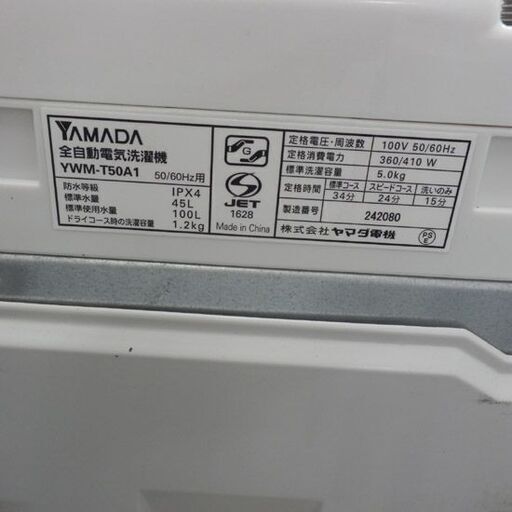 YAMADA
全自動電気洗濯機
YWM-T50A1 50/60Hz用
防水等級 IPX4
標準水量 45L
標準使用水量 100L
ドライコース時の洗濯容量 1.2kg
G
JET
1628
Made in China
定格電圧・周波数 100V 50/60Hz
定格消費電力 360/410 W
標準洗濯容量 5.0kg
定格時間 標準コース スピードコース 洗いのみ
34分 24分 15分
製造番号 242080
株式会社 ヤマダ電機
PS
E